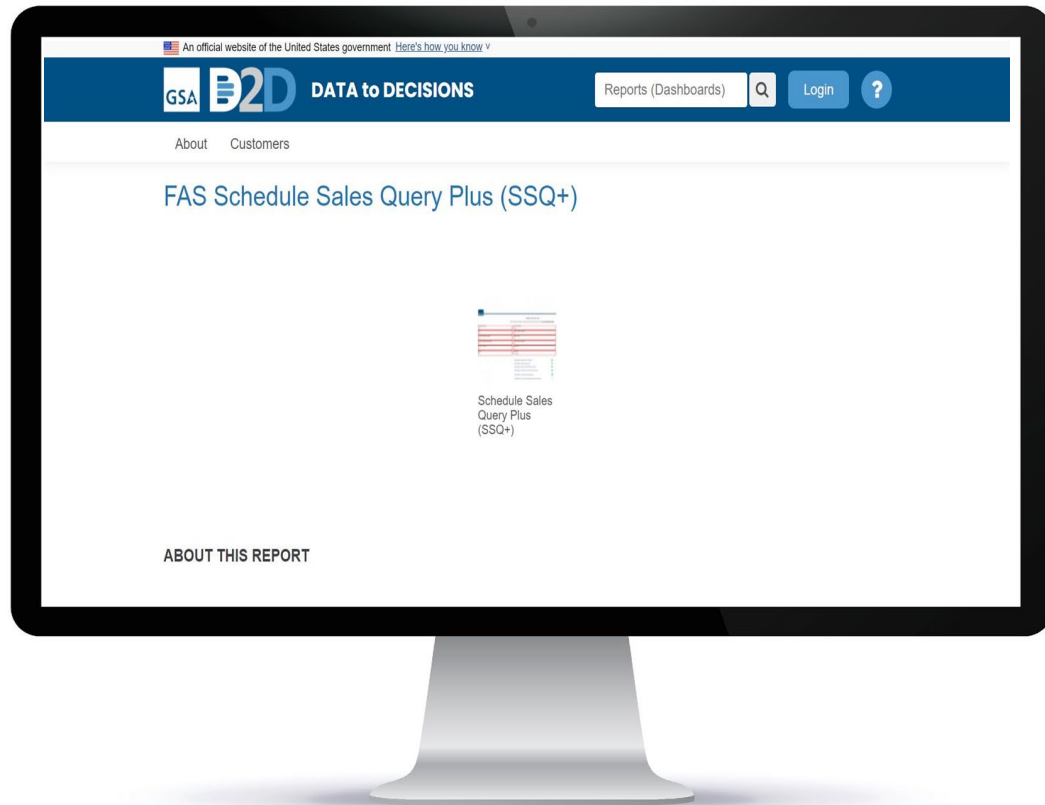 An official website of the United States government Here's how you know v
GSA D2D DATA to DECISIONS Reports (Dashboards) Login ?
About Customers
FAS Schedule Sales Query Plus (SSQ+)
Schedule Sales
Query Plus
(SSQ+)
ABOUT THIS REPORT